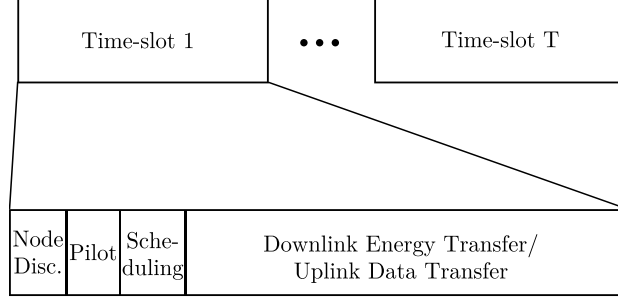 Time-slot 1
•••
Time-slot T
Node
Disc.
Pilot
Sche-
duling
Downlink Energy Transfer/
Uplink Data Transfer